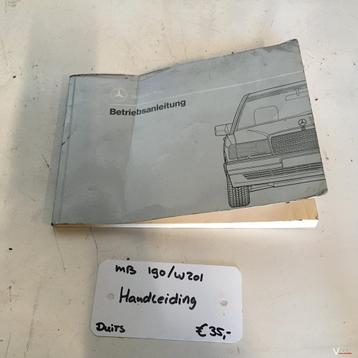 Betriebsanleitung
MB 190/W201
Handleiding
Duits €35,-